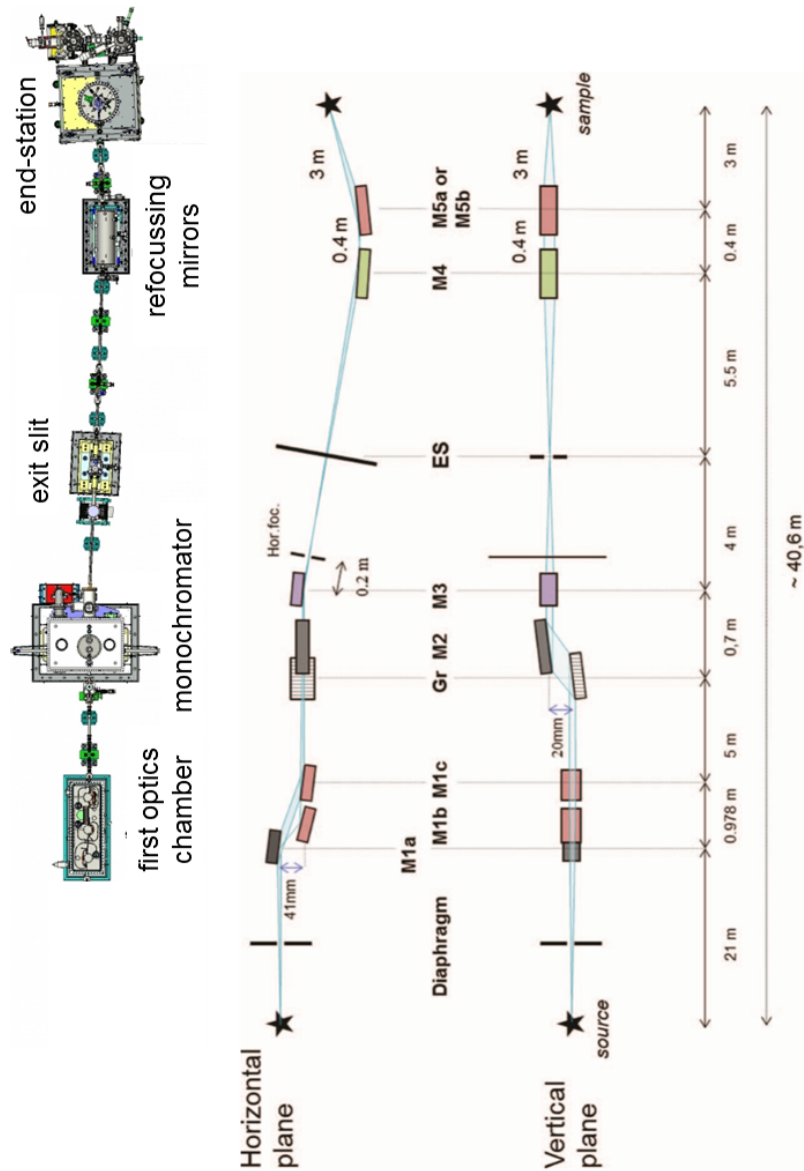 first optics
chamber
monochromator
exit slit
refocussing
mirrors
end-station
Horizontal
plane
41mm
Hor.foc.
0.2 m
0.4 m
3 m
Diaphragm
M1a
M1b
M1c
Gr
M2
M3
ES
M4
M5a or
M5b
Vertical
plane
source
20mm
0.4 m
3 m
sample
21 m
0.978 m
5 m
0,7 m
4 m
5.5 m
0.4 m
3 m
~ 40,6 m